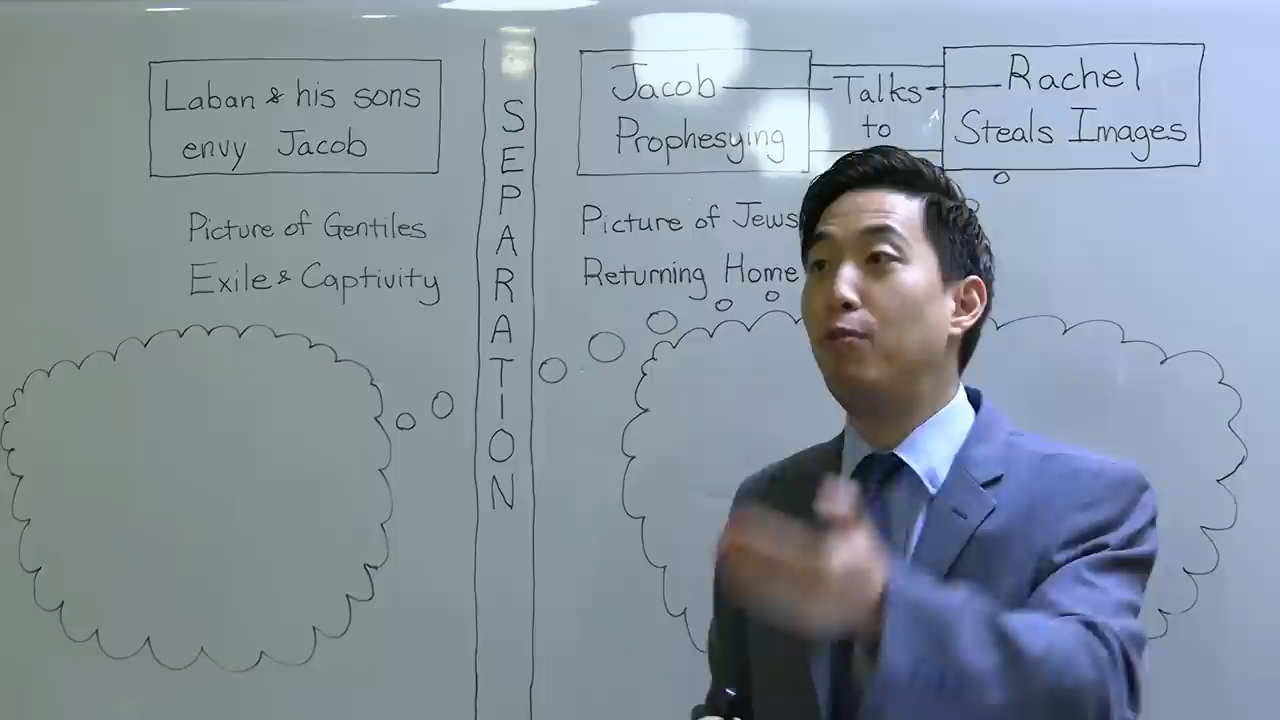 Laban & his sons
envy Jacob
Picture of Gentiles
Exile & Captivity
SEPARATION
Jacob
Prophesying
Talks
to
Rachel
Steals Images
Picture of Jews
Returning Home